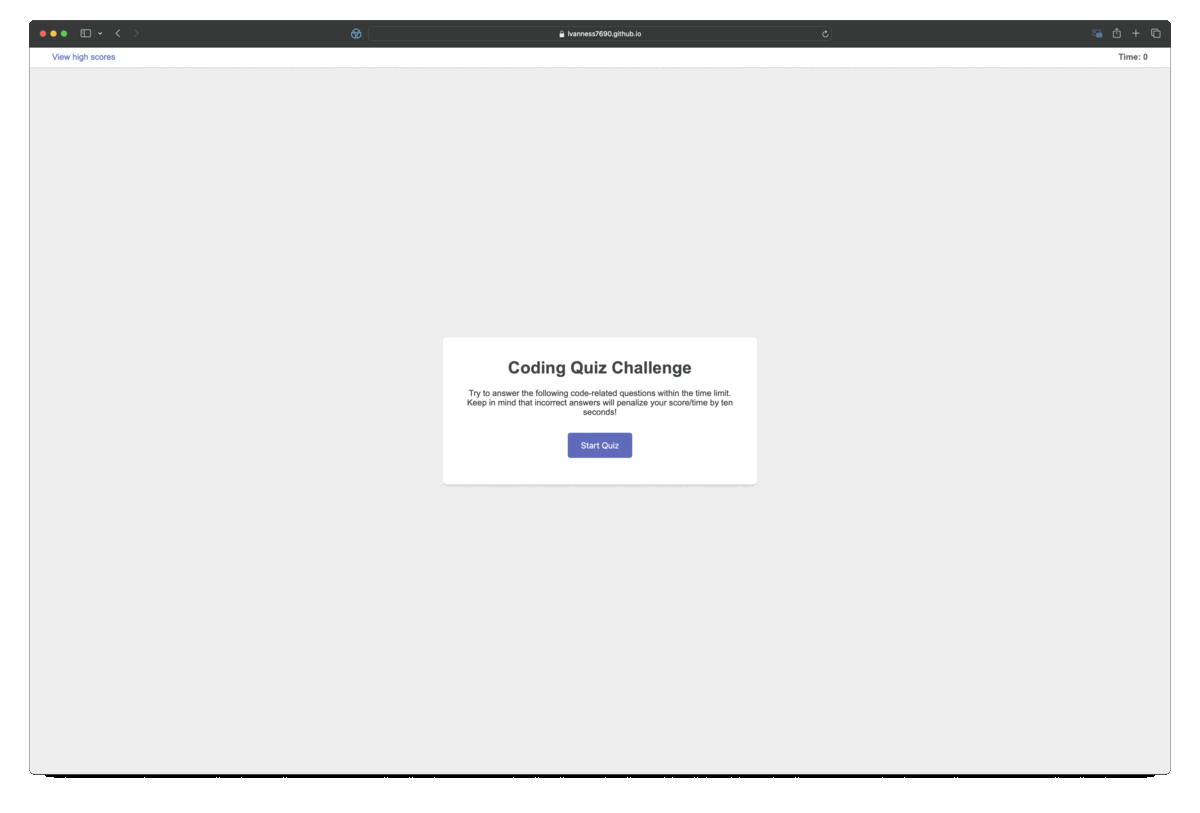 lvanness7690.github.io
View high scores
Time: 0
Coding Quiz Challenge
Try to answer the following code-related questions within the time limit.
Keep in mind that incorrect answers will penalize your score/time by ten
seconds!
Start Quiz